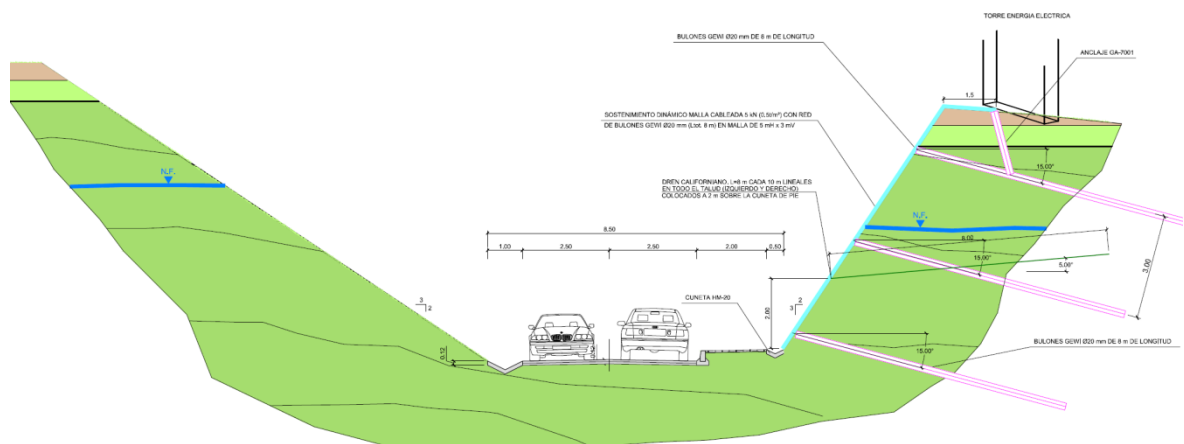 TORRE ENERGIA ELECTRICA
BULONES GEWI Ø20 mm DE 8 m DE LONGITUD
ANCLAJE GA-7001
1.5
SOSTENIMIENTO DINÁMICO MALLA CABLEADA 5 kN (0.5t/m²) CON RED
DE BULONES GEWI Ø20 mm (Ltot. 8 m) EN MALLA DE 5 mH x 3 mV
15.00°
N.F.
DREN CALIFORNIANO. L=8 m CADA 10 m LINEALES
EN TODO EL TALUD (IZQUIERDO Y DERECHO)
COLOCADOS A 2 m SOBRE LA CUNETA DE PIE
N.F.
8.50
8.00
1.00
2.50
2.50
2.00
0.50
15.00°
5.00°
3.00
CUNETA HM-20
2.00
3
2
3
2
0.12
0.12
15.00°
BULONES GEWI Ø20 mm DE 8 m DE LONGITUD